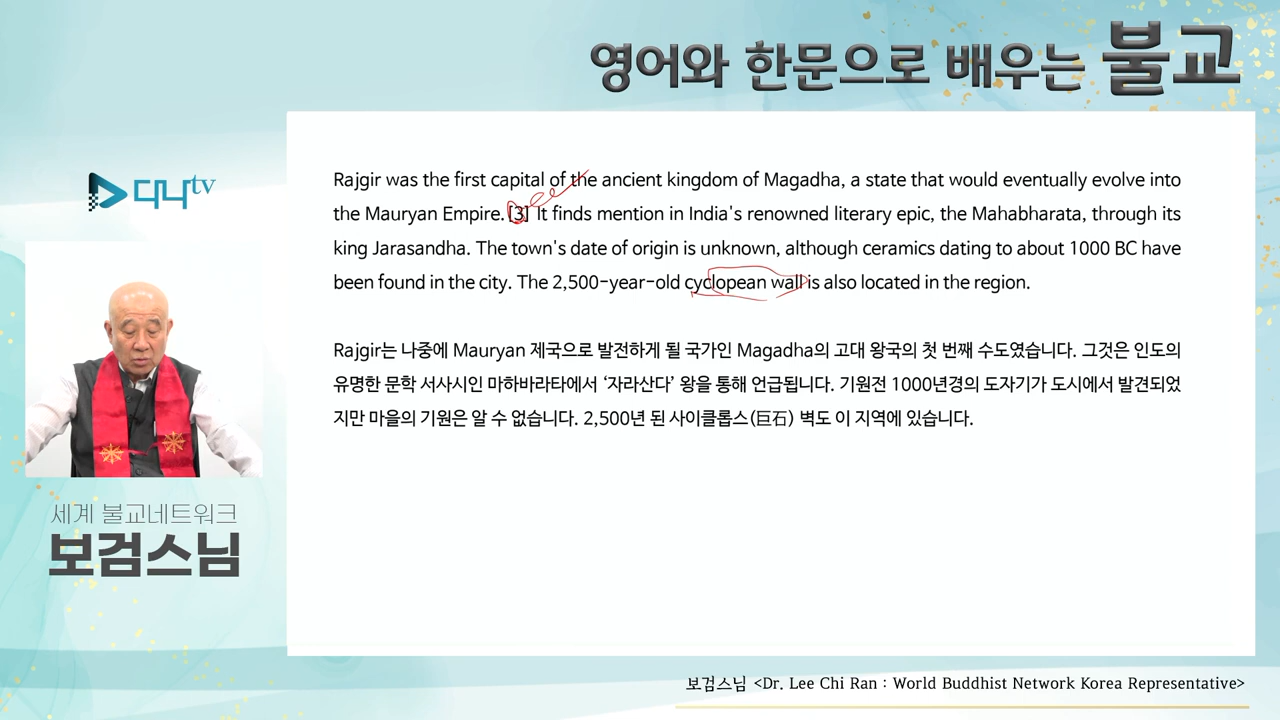 영어와 한문으로 배우는 불교
디나tv
Rajgir was the first capital of the ancient kingdom of Magadha, a state that would eventually evolve into
the Mauryan Empire.[3] It finds mention in India's renowned literary epic, the Mahabharata, through its
king Jarasandha. The town's date of origin is unknown, although ceramics dating to about 1000 BC have
been found in the city. The 2,500-year-old cyclopean wall is also located in the region.
Rajgir는 나중에 Mauryan 제국으로 발전하게 될 국가인 Magadha의 고대 왕국의 첫 번째 수도였습니다. 그것은 인도의
유명한 문학 서사시인 마하바라타에서 ‘자라산다’ 왕을 통해 언급됩니다. 기원전 1000년경의 도자기가 도시에서 발견되었
지만 마을의 기원은 알 수 없습니다. 2,500년 된 사이클롭스(巨石) 벽도 이 지역에 있습니다.
세계 불교네트워크
보검스님
보검스님 <Dr. Lee Chi Ran : World Buddhist Network Korea Representative>